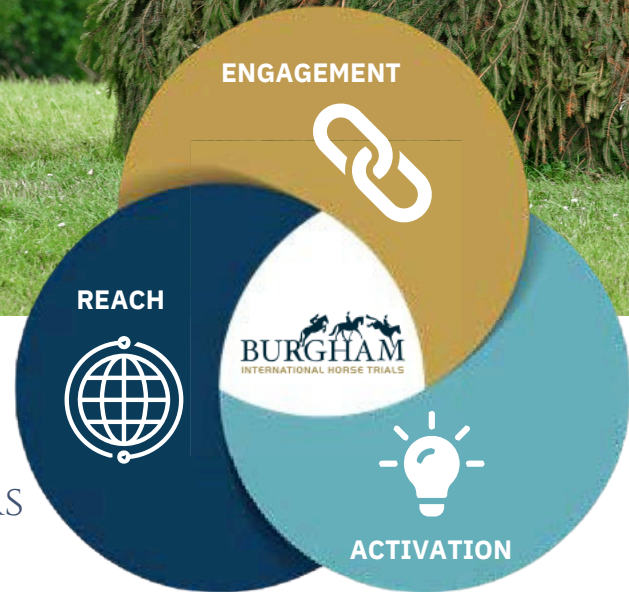 ENGAGEMENT
REACH
BURGHAM
INTERNATIONAL HORSE TRIALS
ACTIVATION